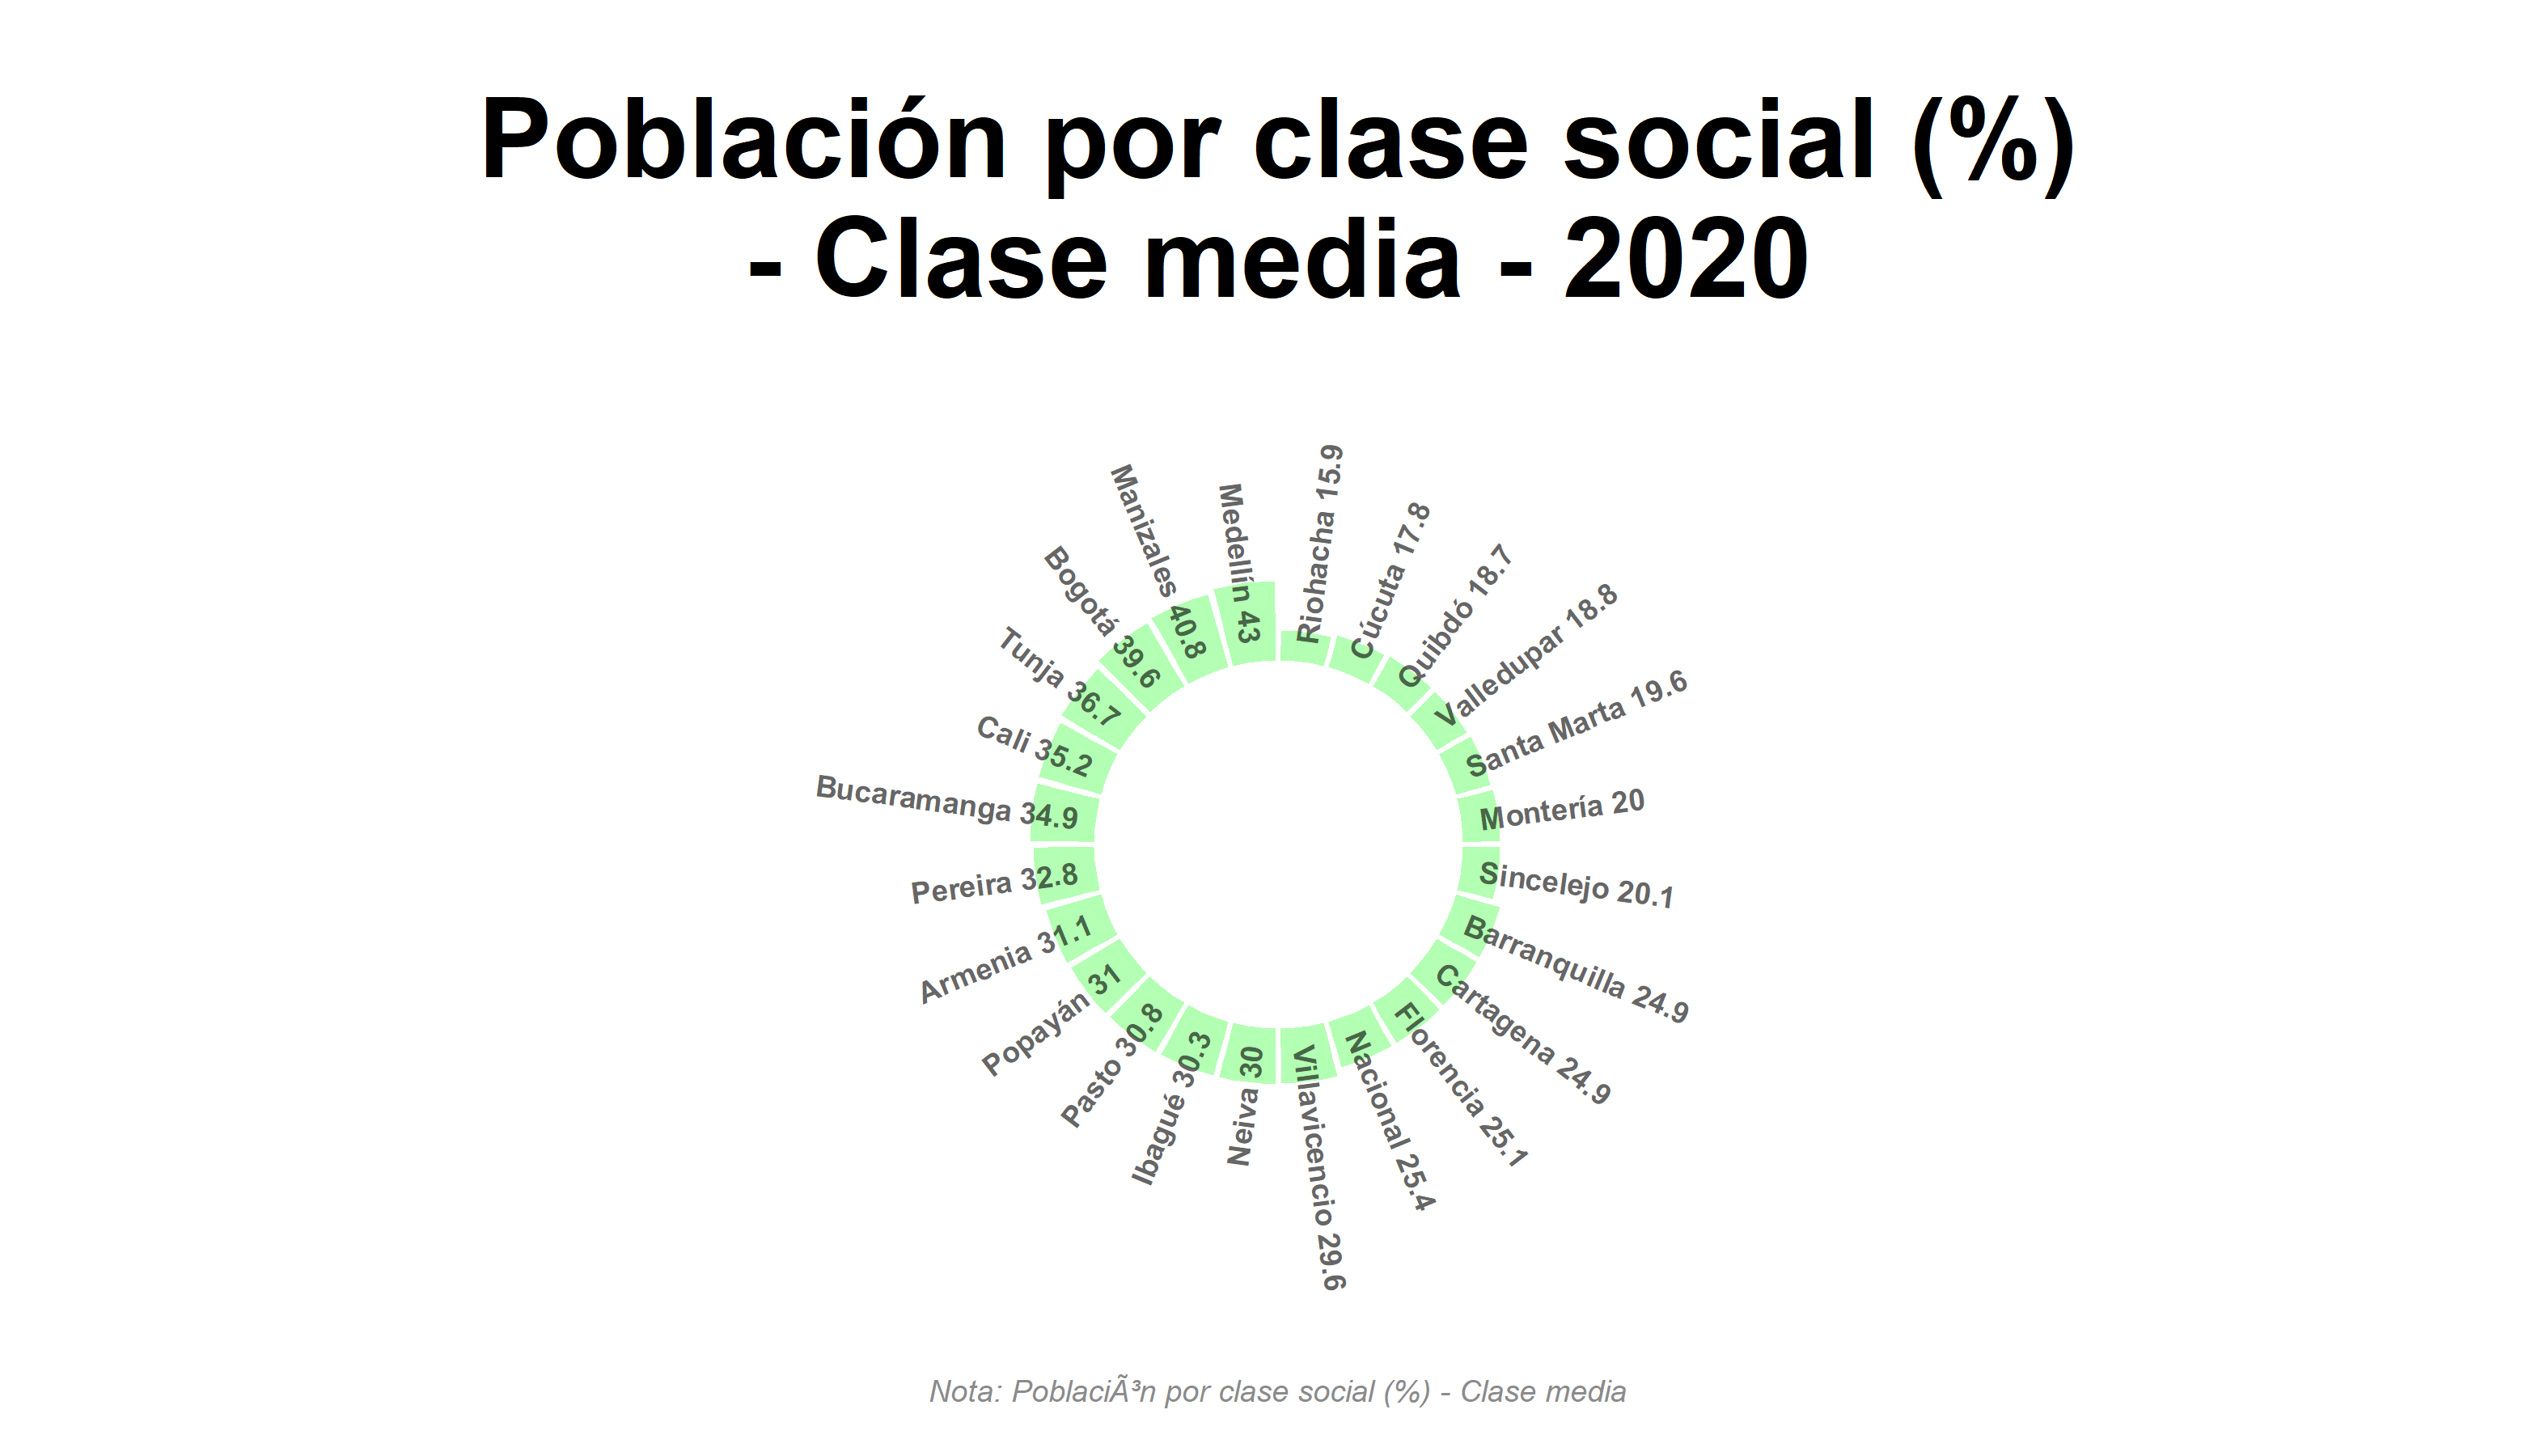 Población por clase social (%)
- Clase media - 2020
Riohacha 15.9
Cúcuta 17.8
Quibdó 18.7
Valledupar 18.8
Santa Marta 19.6
Montería 20
Sincelejo 20.1
Barranquilla 24.9
Cartagena 24.9
Florencia 25.1
Nacional 25.4
Villavicencio 29.6
Neiva 30
Ibagué 30.3
Pasto 30.8
Popayán 31
Armenia 31.1
Pereira 32.8
Bucaramanga 34.9
Cali 35.2
Tunja 36.7
Bogotá 39.6
Manizales 40.8
Medellín 43
Nota: PoblaciÃ³n por clase social (%) - Clase media